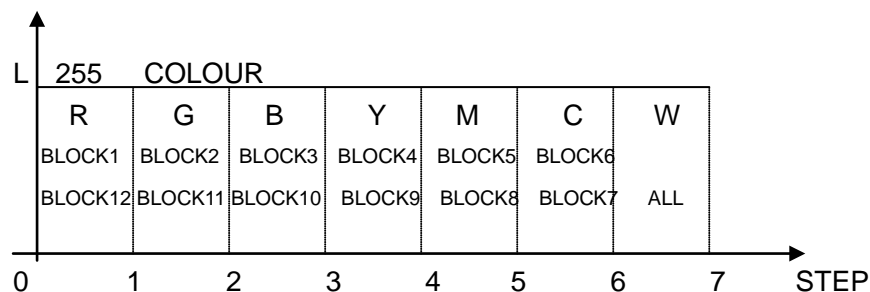 L 255 COLOUR
R G B Y M C W
BLOCK1 BLOCK2 BLOCK3 BLOCK4 BLOCK5 BLOCK6
BLOCK12 BLOCK11 BLOCK10 BLOCK9 BLOCK8 BLOCK7 ALL
0 1 2 3 4 5 6 7 STEP